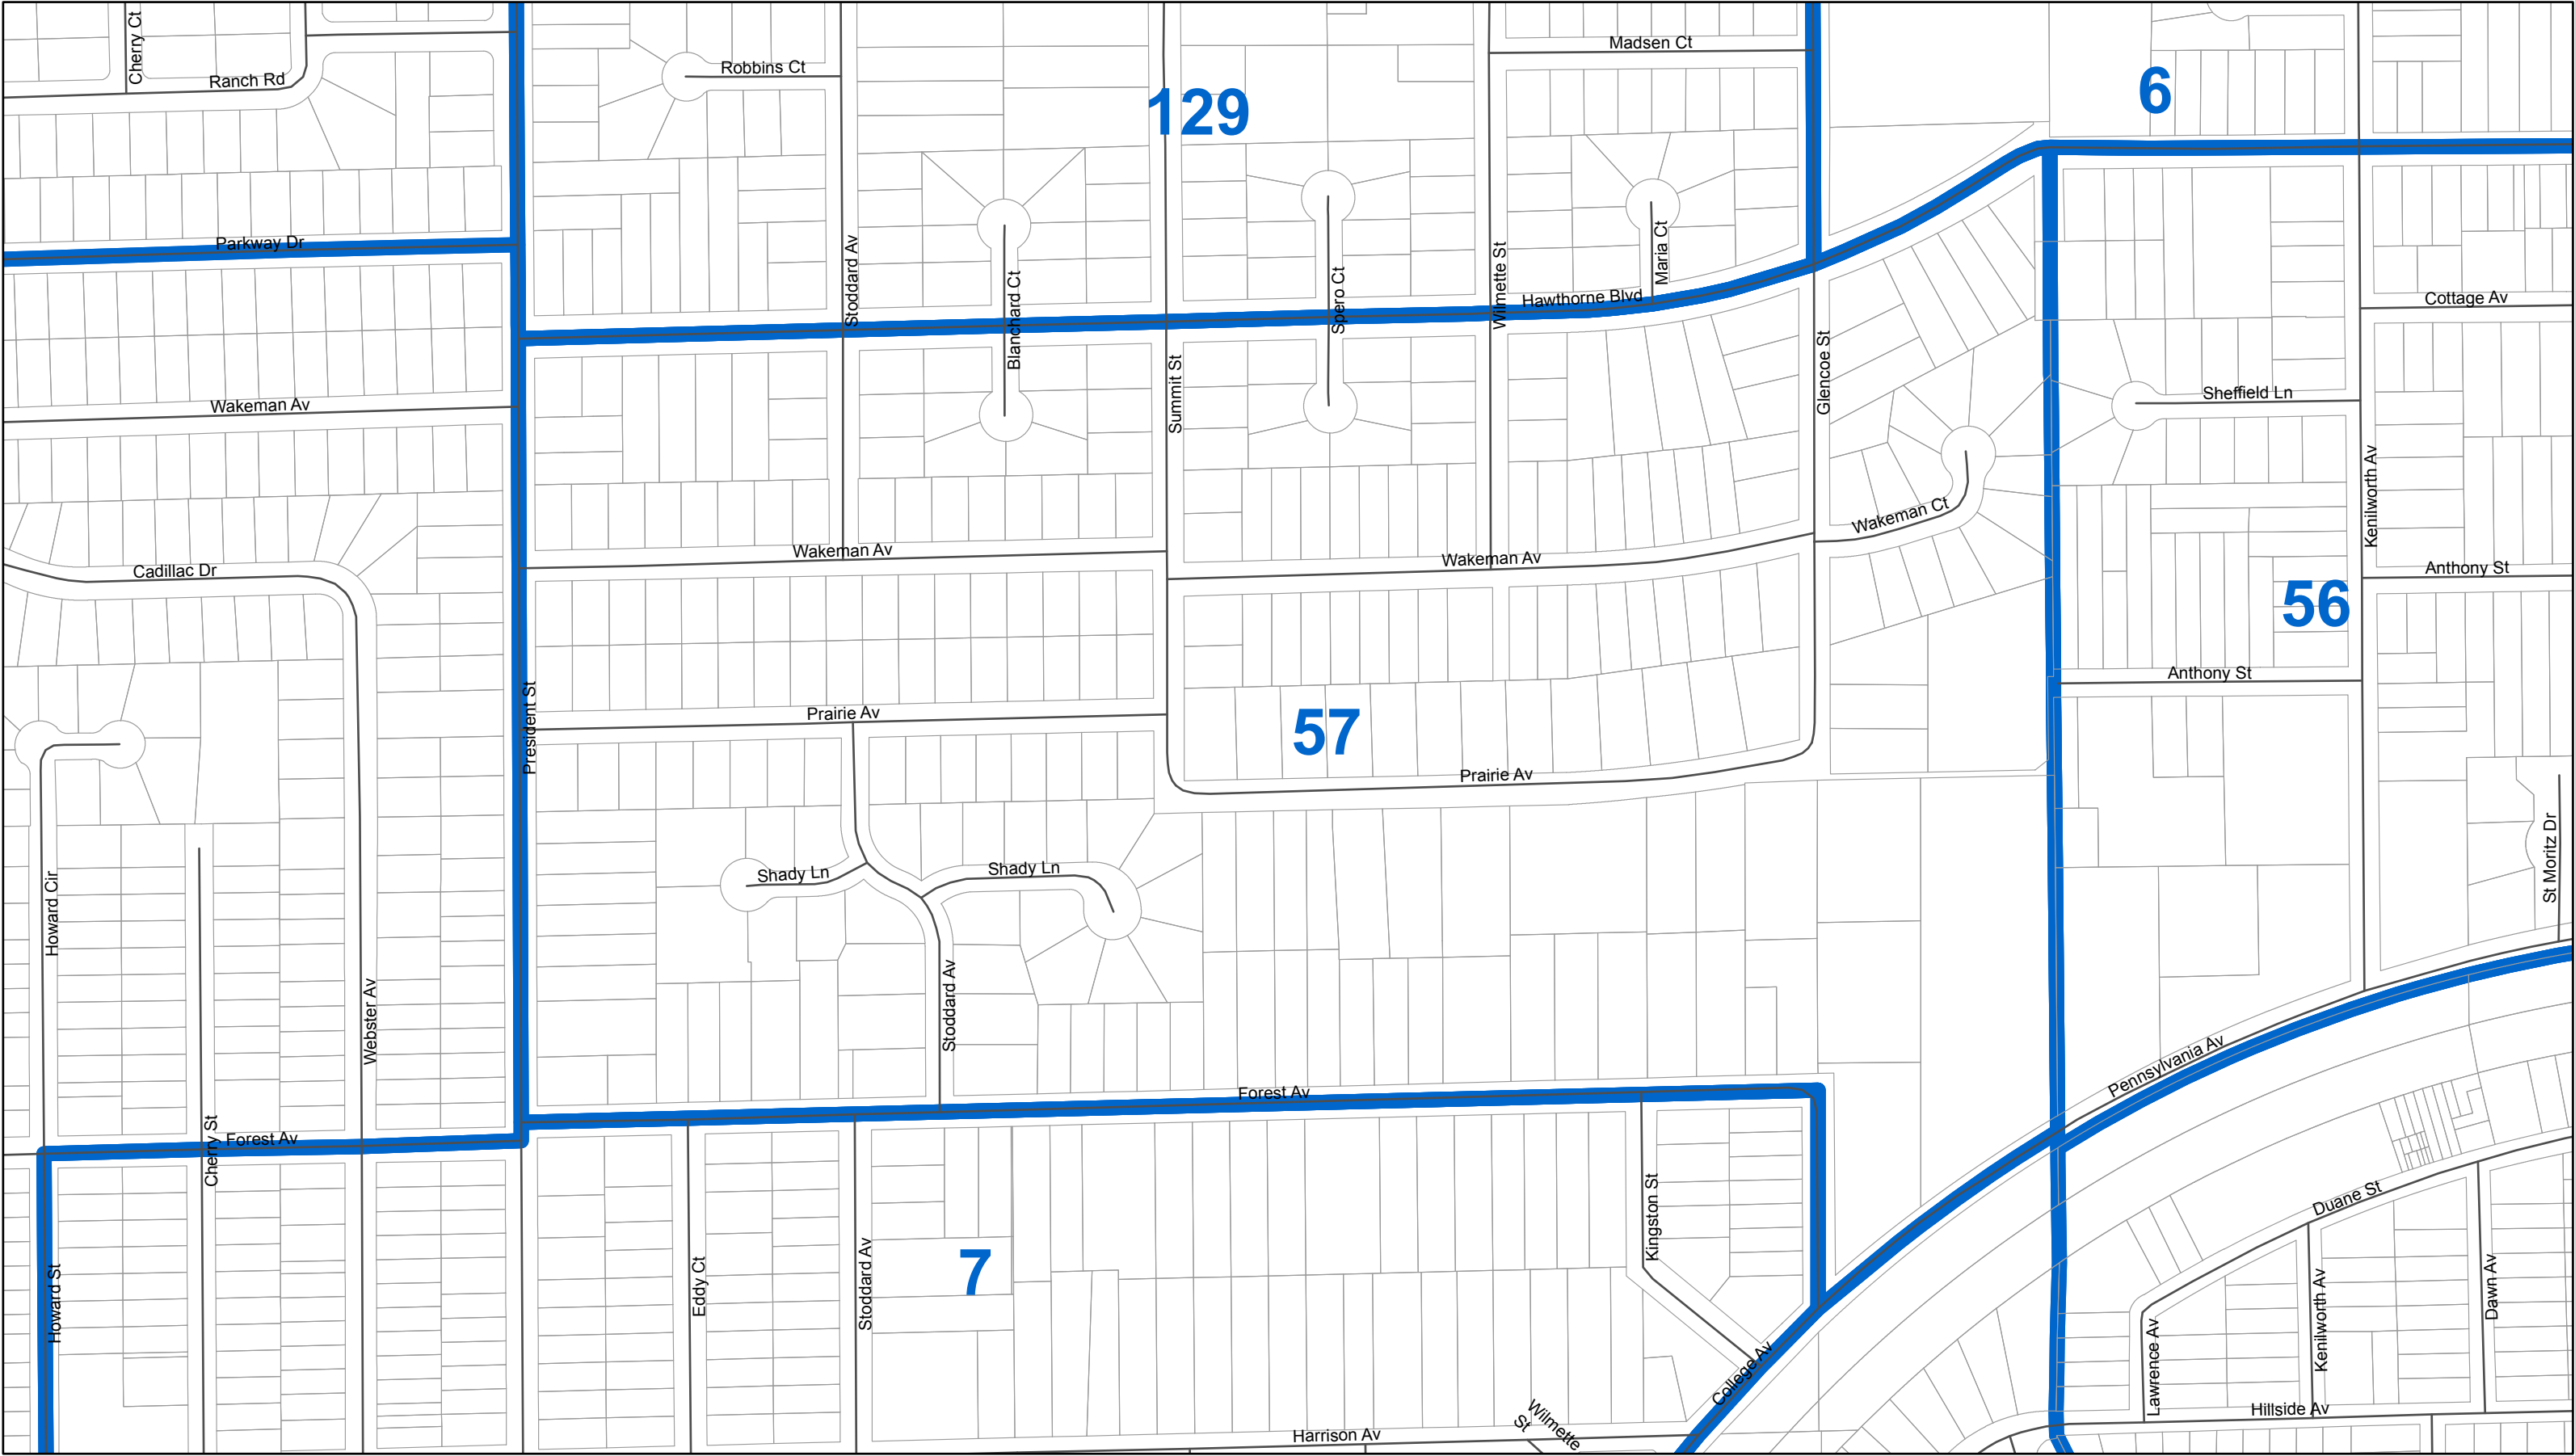 Cherry Ct
Ranch Rd
Robbins Ct
Madsen Ct
129
6
Parkway Dr
Stoddard Av
Blanchard Ct
Spero Ct
Wilmette St
Maria Ct
Hawthorne Blvd
Cottage Av
Summit St
Glencoe St
Sheffield Ln
Wakeman Av
Kenilworth Av
Wakeman Ct
Wakeman Av
Wakeman Av
Cadillac Dr
Anthony St
56
Anthony St
President St
Prairie Av
57
Prairie Av
Howard Cir
Shady Ln
Shady Ln
St Moritz Dr
Webster Av
Stoddard Av
Forest Av
Pennsylvania Av
Cherry St
Forest Av
Kingston St
Duane St
Howard St
Eddy Ct
Stoddard Av
7
College Av
Lawrence Av
Kenilworth Av
Dawn Av
Wilmette
St
Harrison Av
Hillside Av